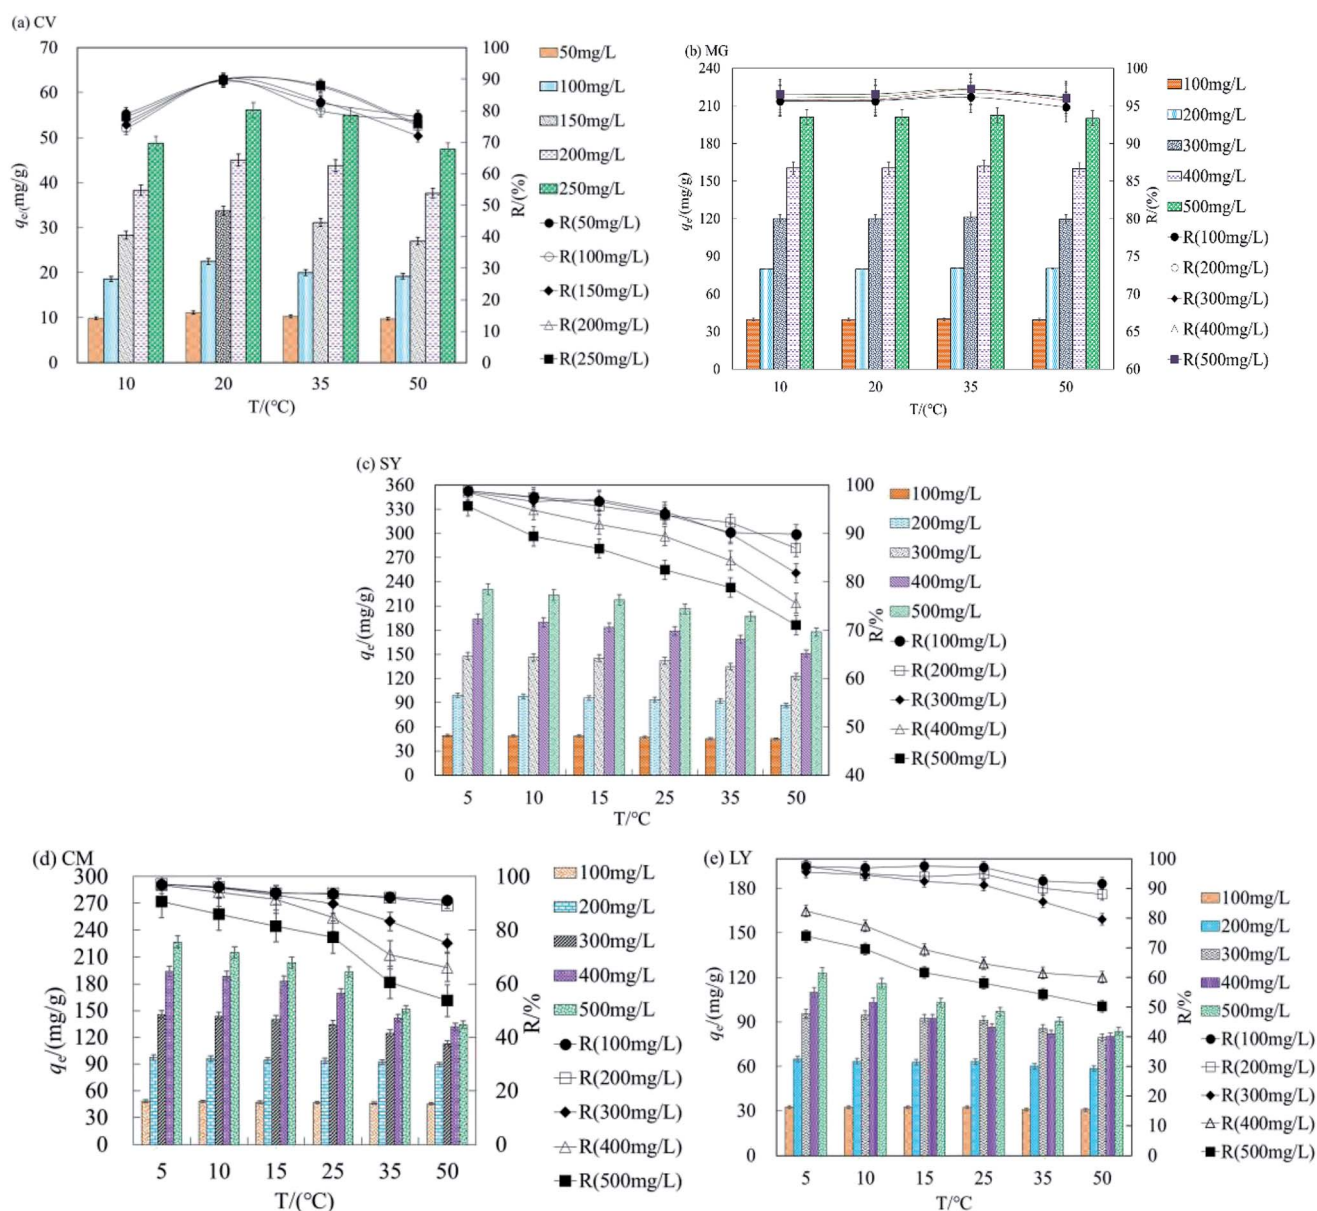 (a) CV
70
60
50
40
30
20
10
0
qe/(mg/g)
100
90
80
70
60
50
40
30
20
10
0
R/(%)
10 20 35 50
T/(℃)
50mg/L
100mg/L
150mg/L
200mg/L
250mg/L
R(50mg/L)
R(100mg/L)
R(150mg/L)
R(200mg/L)
R(250mg/L)
(b) MG
240
210
180
150
120
90
60
30
0
qe/(mg/g)
100
95
90
85
80
75
70
65
60
R/(%)
10 20 35 50
T/(℃)
100mg/L
200mg/L
300mg/L
400mg/L
500mg/L
R(100mg/L)
R(200mg/L)
R(300mg/L)
R(400mg/L)
R(500mg/L)
(c) SY
360
330
300
270
240
210
180
150
120
90
60
30
0
qe/(mg/g)
100
90
80
70
60
50
40
R/%
5 10 15 25 35 50
T/℃
100mg/L
200mg/L
300mg/L
400mg/L
500mg/L
R(100mg/L)
R(200mg/L)
R(300mg/L)
R(400mg/L)
R(500mg/L)
(d) CM
300
270
240
210
180
150
120
90
60
30
0
qe/(mg/g)
100
80
60
40
20
0
R/%
5 10 15 25 35 50
T/(℃)
100mg/L
200mg/L
300mg/L
400mg/L
500mg/L
R(100mg/L)
R(200mg/L)
R(300mg/L)
R(400mg/L)
R(500mg/L)
(e) LY
180
150
120
90
60
30
0
qe/(mg/g)
100
90
80
70
60
50
40
30
20
10
0
R/%
5 10 15 25 35 50
T/℃
100mg/L
200mg/L
300mg/L
400mg/L
500mg/L
R(100mg/L)
R(200mg/L)
R(300mg/L)
R(400mg/L)
R(500mg/L)